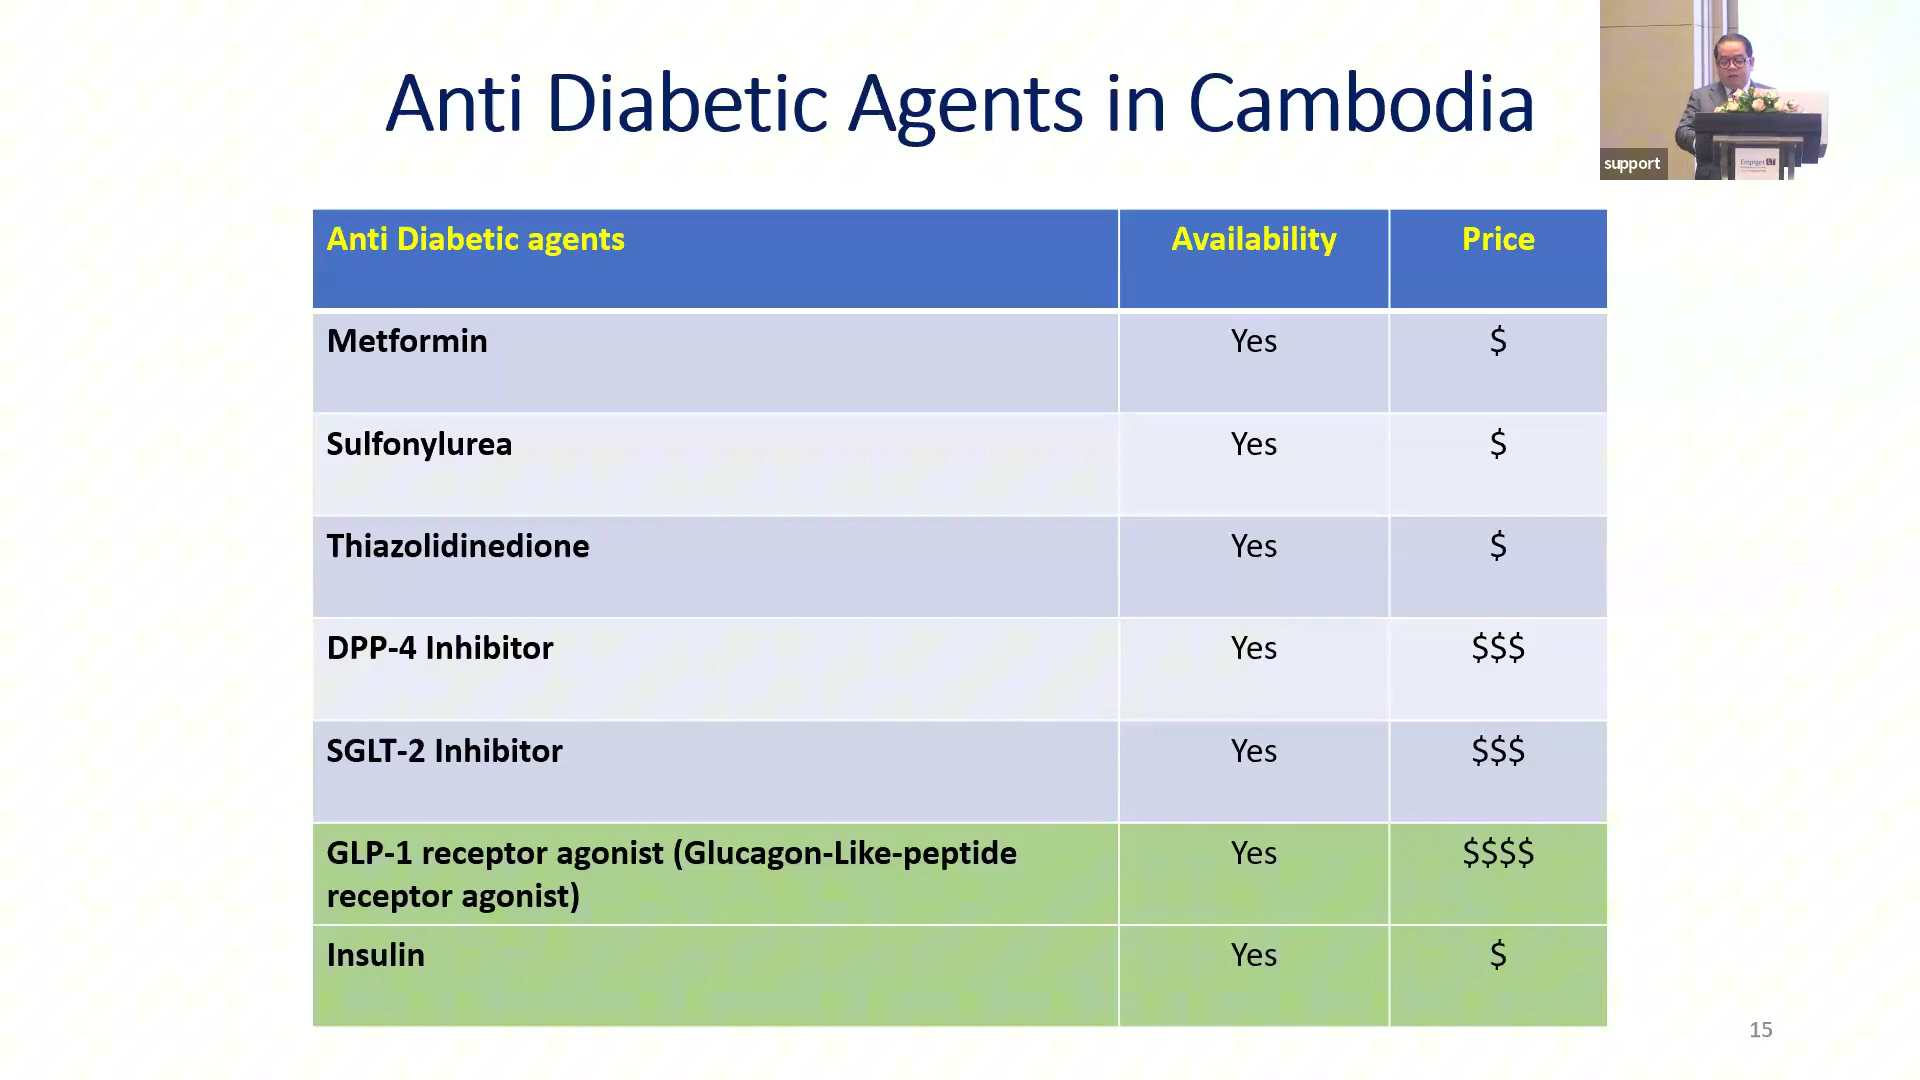 Anti Diabetic Agents in Cambodia
support
Empiget LT
Anti Diabetic agents Availability Price
Metformin Yes $
Sulfonylurea Yes $
Thiazolidinedione Yes $
DPP-4 Inhibitor Yes $$$
SGLT-2 Inhibitor Yes $$$
GLP-1 receptor agonist (Glucagon-Like-peptide Yes $$$$
receptor agonist)
Insulin Yes $
15